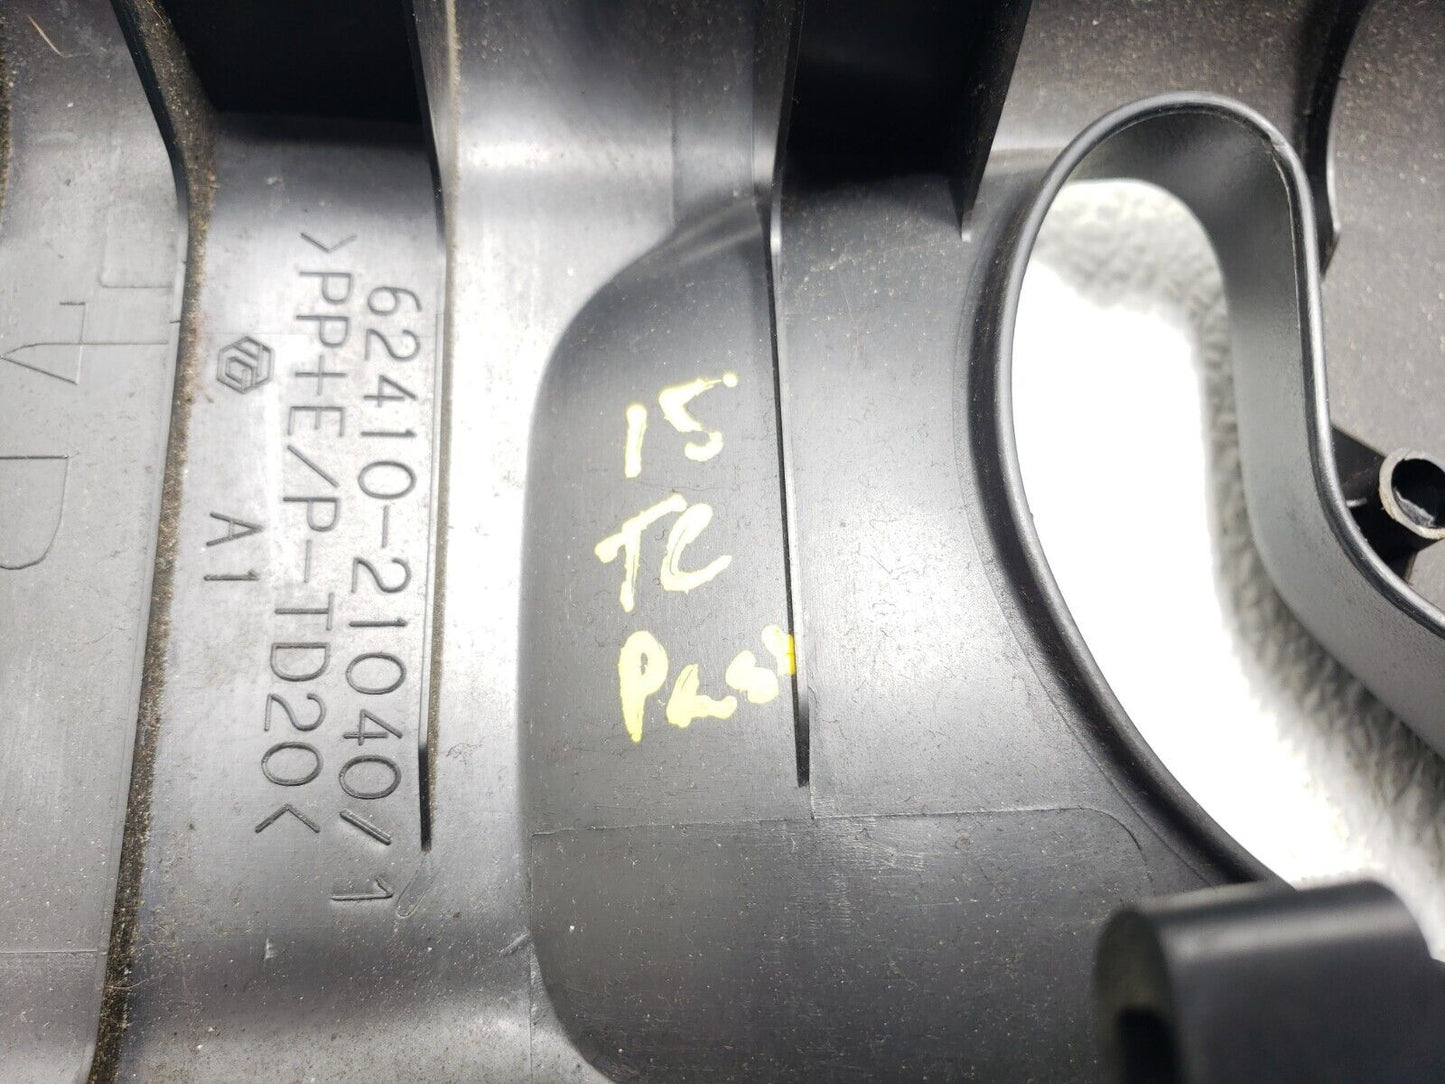 62410-21040/1
>PP+E/P-TD20<
A1
15
TC
Pass